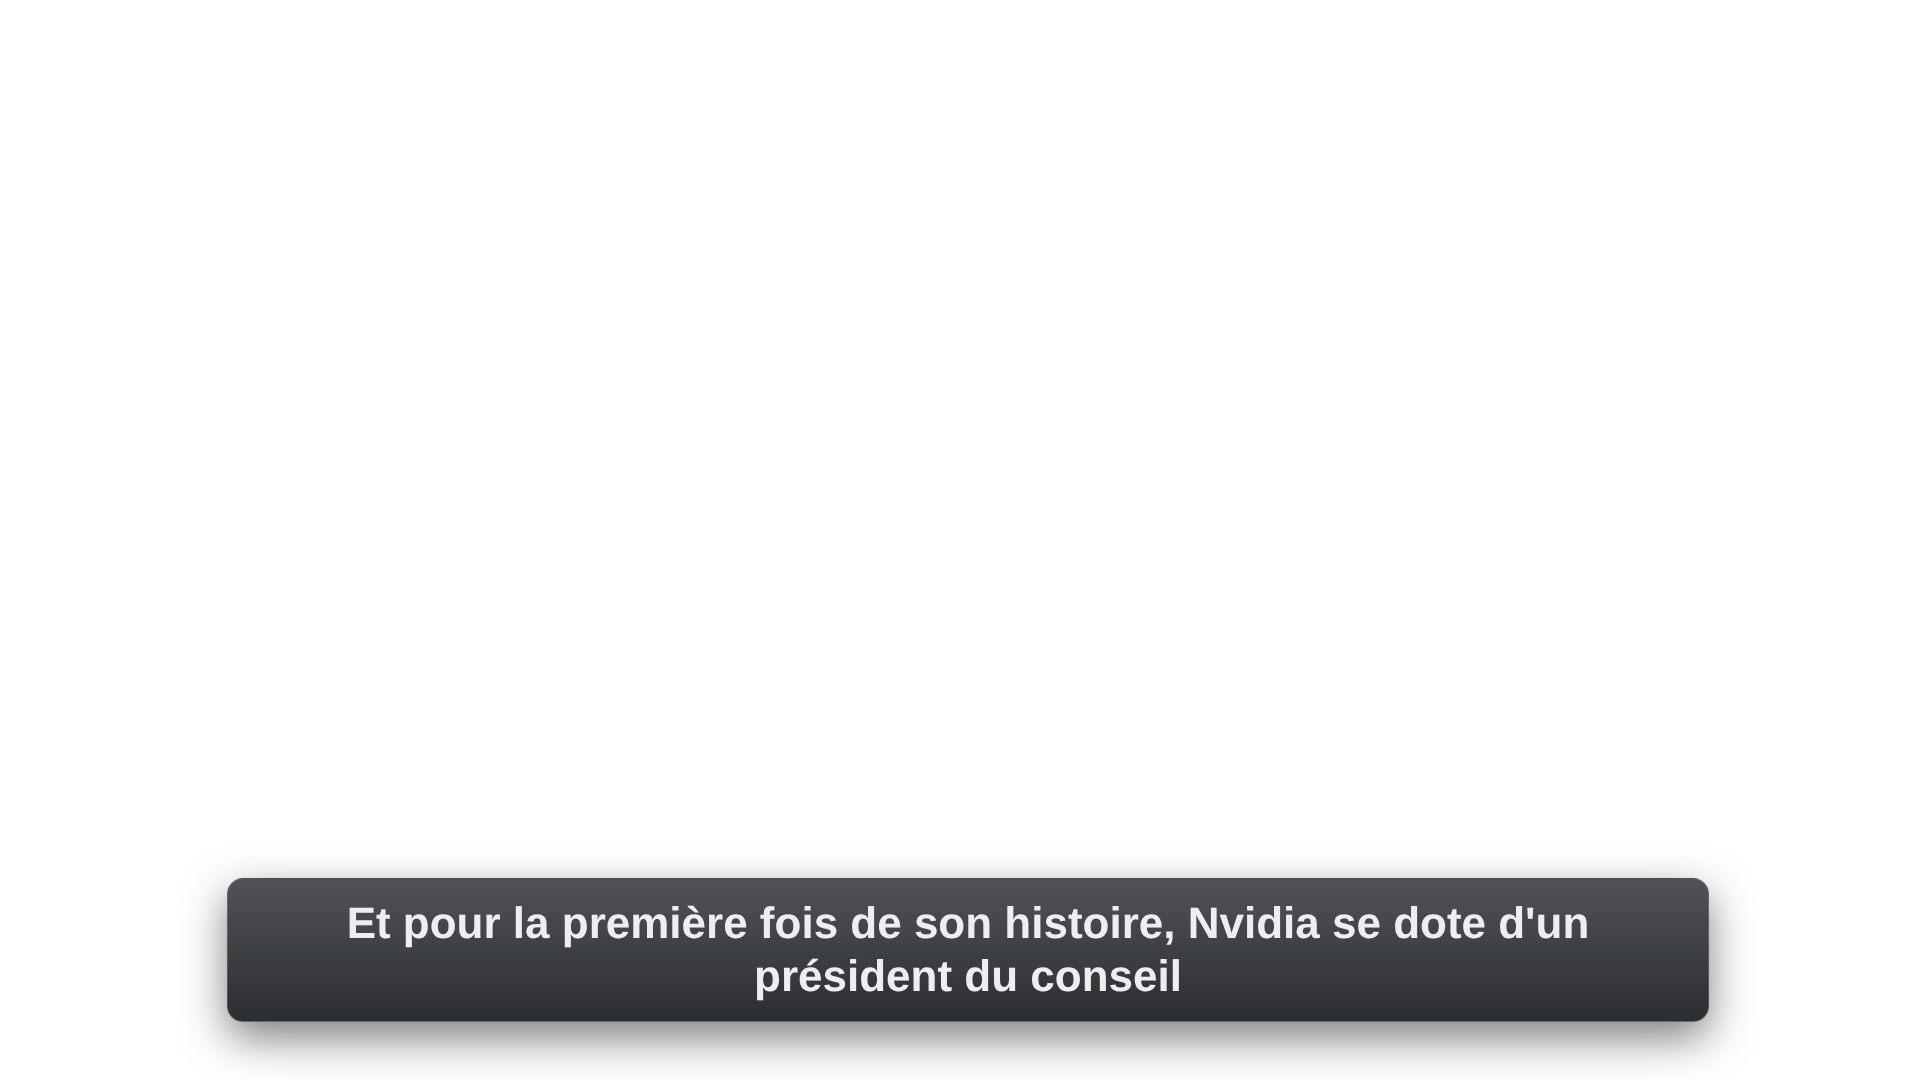 Et pour la première fois de son histoire, Nvidia se dote d'un
président du conseil